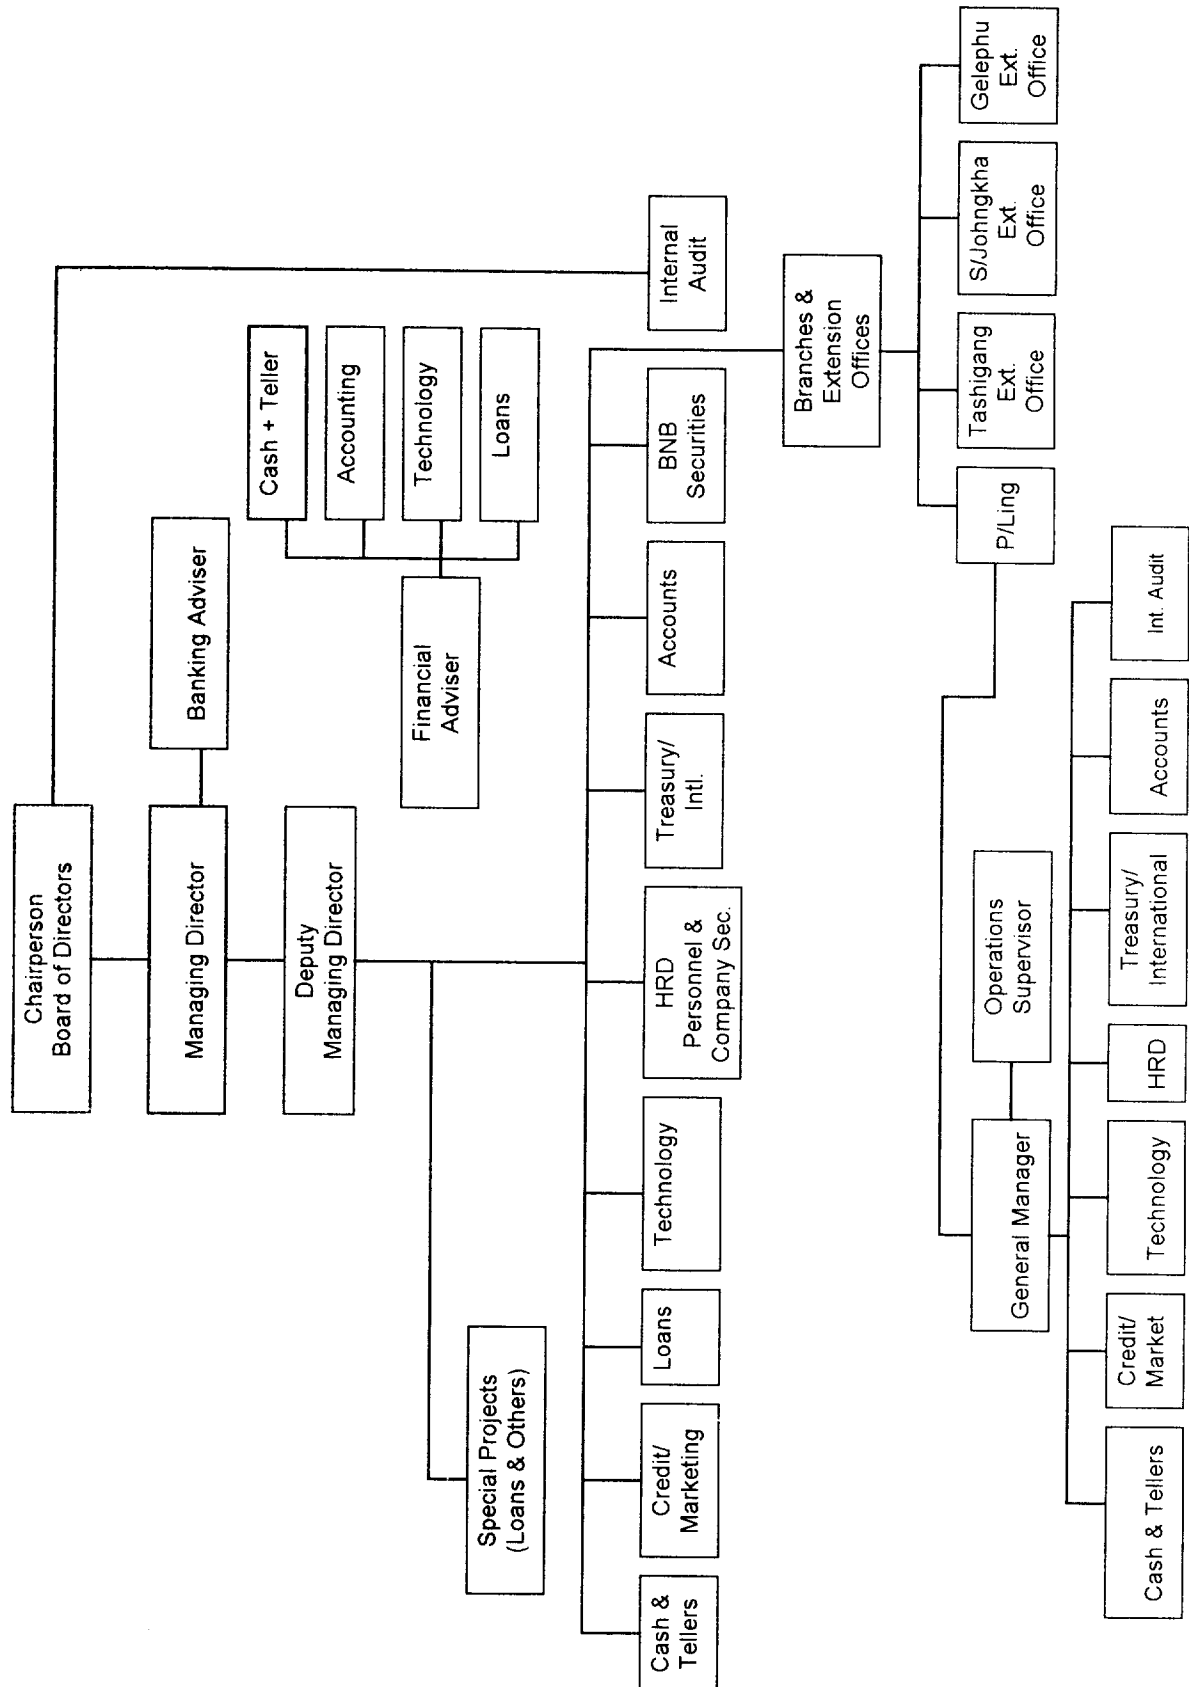 Chairperson
Board of Directors
Managing Director
Banking Adviser
Deputy
Managing Director
Cash + Teller
Accounting
Technology
Loans
Financial
Adviser
Special Projects
(Loans & Others)
Cash &
Tellers
Credit/
Marketing
Loans
Technology
HRD
Personnel &
Company Sec.
Treasury/
Intl.
Accounts
BNB
Securities
Internal
Audit
Branches &
Extension
Offices
P/Ling
Tashigang
Ext.
Office
S/Johngkha
Ext.
Office
Gelephu
Ext.
Office
General Manager
Operations
Supervisor
Cash & Tellers
Credit/
Market
Technology
HRD
Treasury/
International
Accounts
Int. Audit